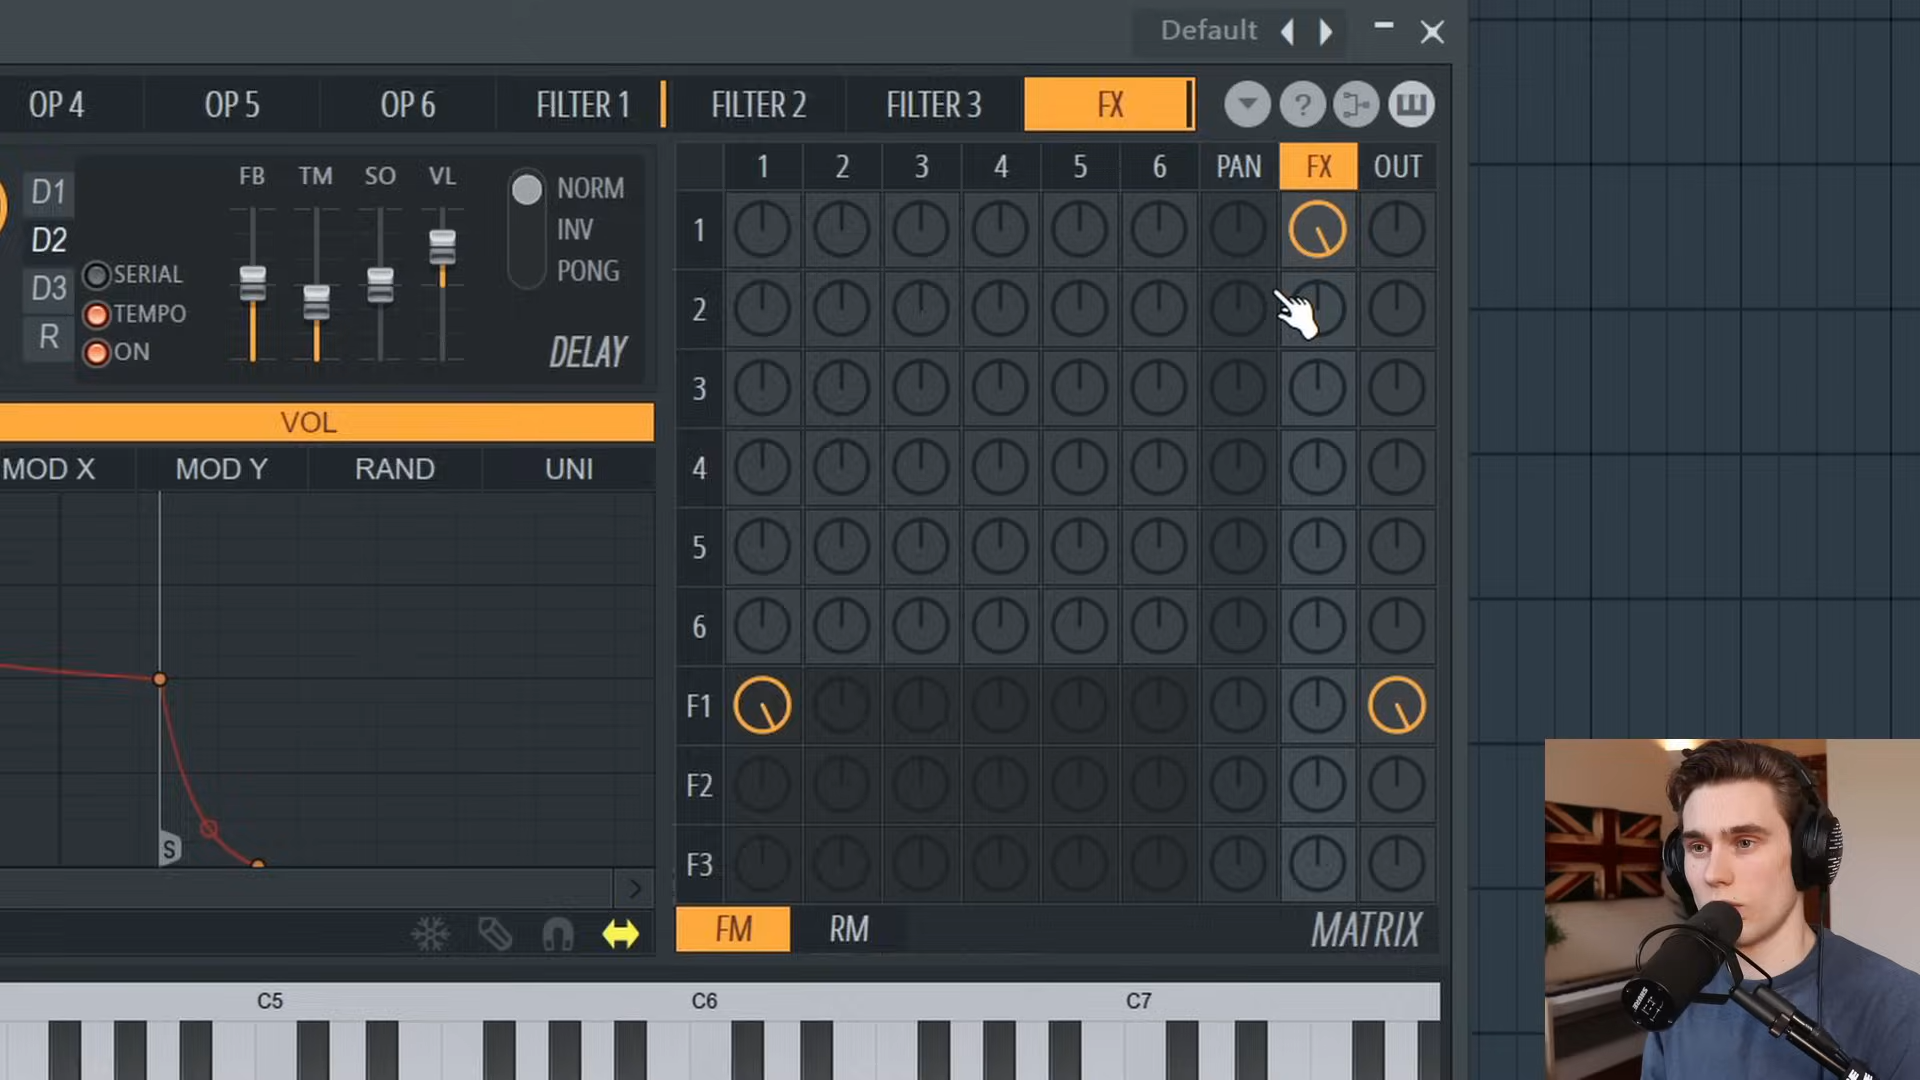 Default
OP 4 OP 5 OP 6 FILTER 1 FILTER 2 FILTER 3 FX ?
D1
D2
D3
R
SERIAL
TEMPO
ON
FB TM SO VL
NORM
INV
PONG
DELAY
VOL
MOD X MOD Y RAND UNI
S
1 2 3 4 5 6 PAN FX OUT
1
2
3
4
5
6
F1
F2
F3
FM RM MATRIX
C5 C6 C7